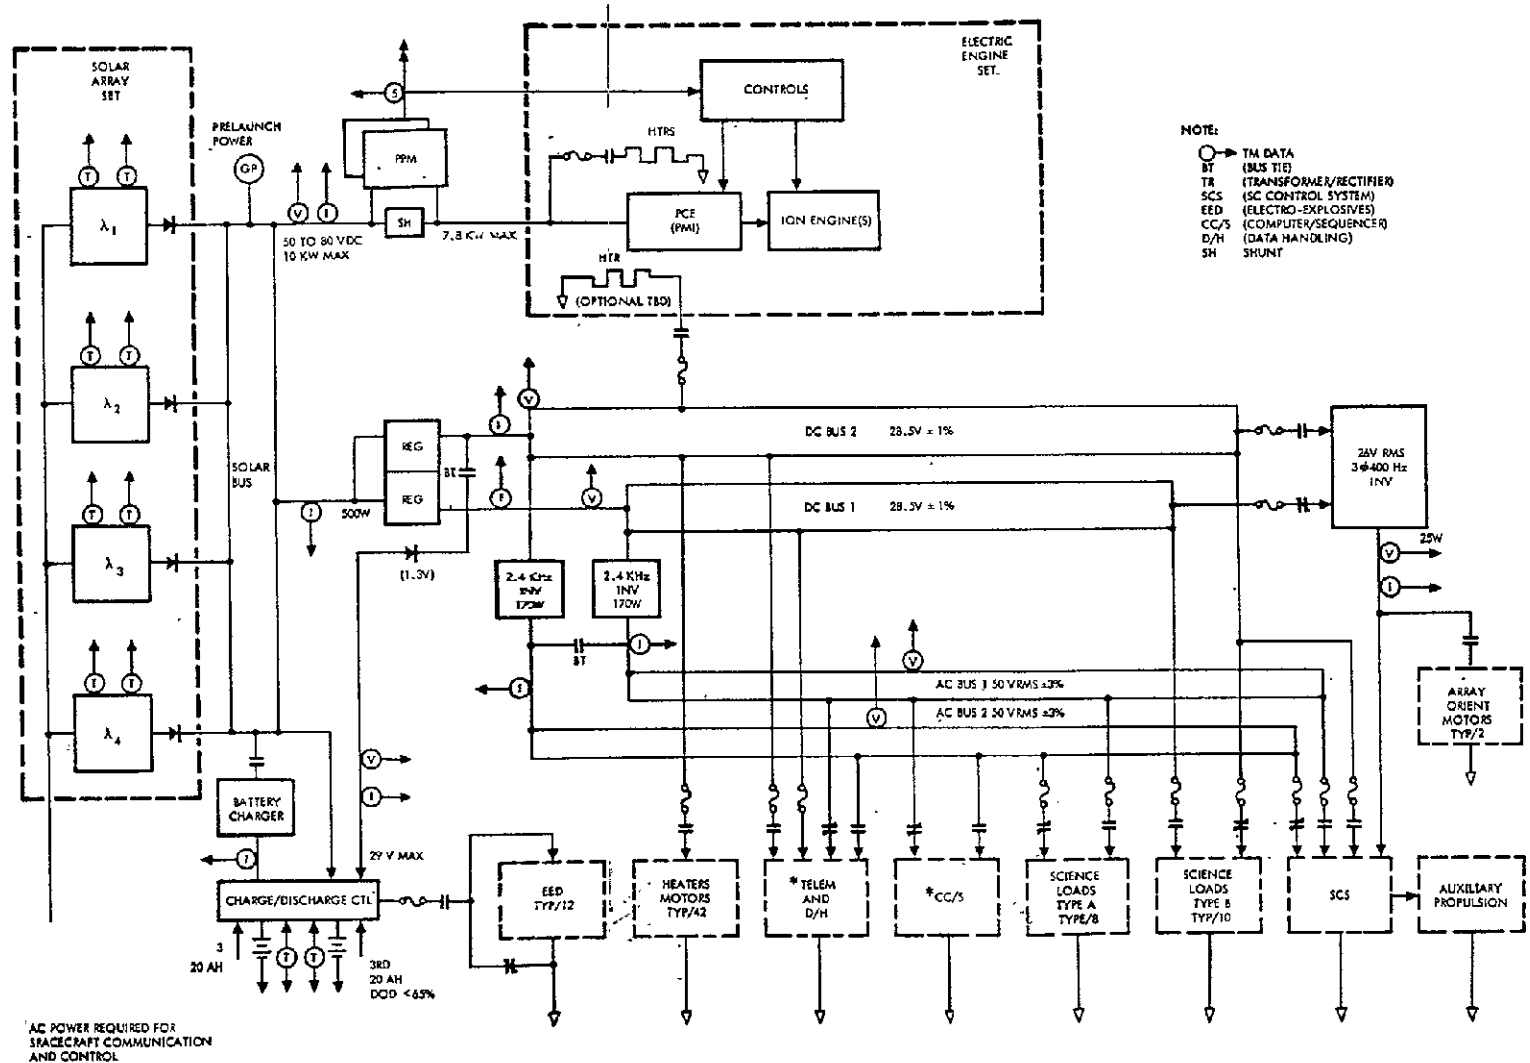 SOLAR
ARRAY
SET
T T
λ1
T T
λ2
T T
λ3
T T
λ4
PRELAUNCH
POWER
GP
V I
50 TO 80 VDC
10 KW MAX
PPM
SH
S
7.8 KW MAX
ELECTRIC
ENGINE
SET
CONTROLS
HTRS
PCE
(PMI)
ION ENGINE(S)
HTR
(OPTIONAL TBD)
NOTE:
TM DATA
BT (BUS TIE)
TR (TRANSFORMER/RECTIFIER)
SCS (SC CONTROL SYSTEM)
EED (ELECTRO-EXPLOSIVES)
CC/S (COMPUTER/SEQUENCER)
D/H (DATA HANDLING)
SH SHUNT
SOLAR
BUS
I
500W
REG
REG
BT
I
V
V
(1.3V)
DC BUS 2 28.5V ± 1%
DC BUS 1 28.5V ± 1%
26V RMS
3φ400 Hz
INV
25W
V
I
2.4 KHz
INV
170W
2.4 KHz
INV
170W
BT
I
V
V
AC BUS 1 50 VRMS ±3%
AC BUS 2 50 VRMS ±3%
ARRAY
ORIENT
MOTORS
TYP/2
BATTERY
CHARGER
V
I
29 V MAX
CHARGE/DISCHARGE CTL
3
20 AH
T T
3RD
20 AH
DOD <65%
EED
TYP/12
HEATERS
MOTORS
TYP/42
*TELEM
AND
D/H
*CC/S
SCIENCE
LOADS
TYPE A
TYPE/8
SCIENCE
LOADS
TYPE B
TYP/10
SCS
AUXILIARY
PROPULSION
AC POWER REQUIRED FOR
SPACECRAFT COMMUNICATION
AND CONTROL